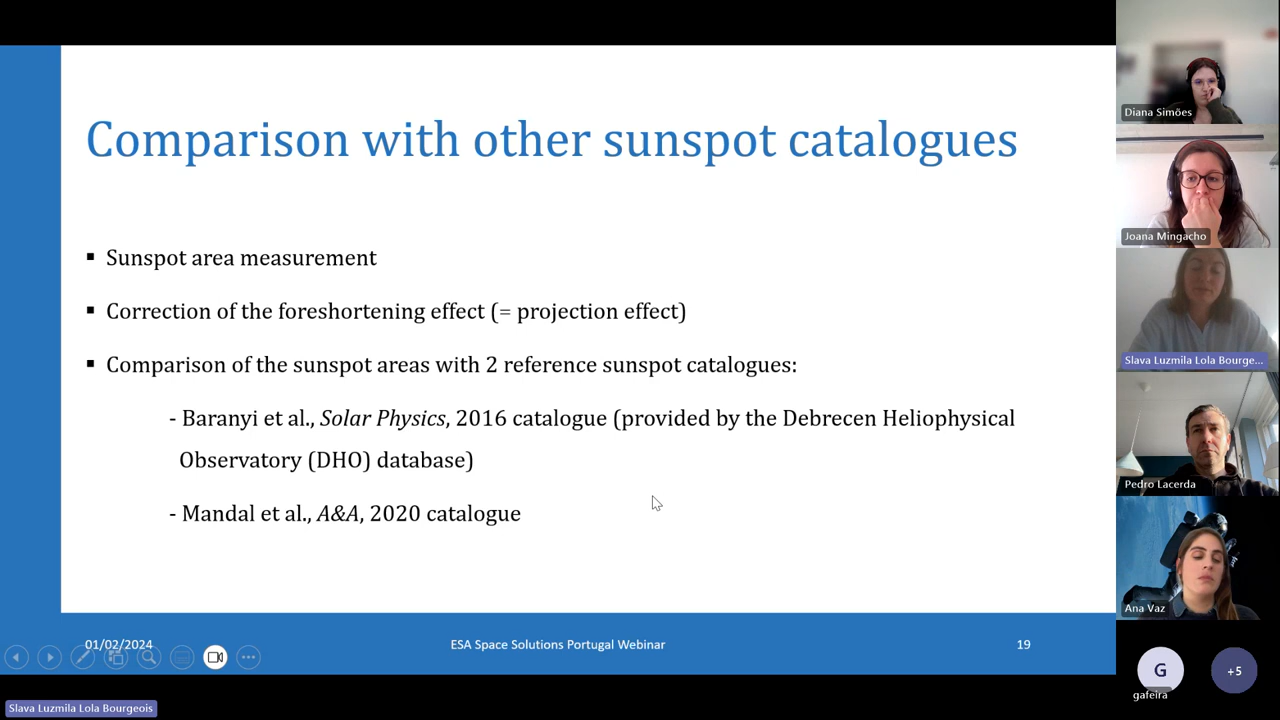 Comparison with other sunspot catalogues
▪ Sunspot area measurement
▪ Correction of the foreshortening effect (= projection effect)
▪ Comparison of the sunspot areas with 2 reference sunspot catalogues:
- Baranyi et al., Solar Physics, 2016 catalogue (provided by the Debrecen Heliophysical
Observatory (DHO) database)
- Mandal et al., A&A, 2020 catalogue
01/02/2024
ESA Space Solutions Portugal Webinar
19
Slava Luzmila Lola Bourgeois
Diana Simões
Joana Mingacho
Slava Luzmila Lola Bourge...
Pedro Lacerda
Ana Vaz
G
gafeira
+5